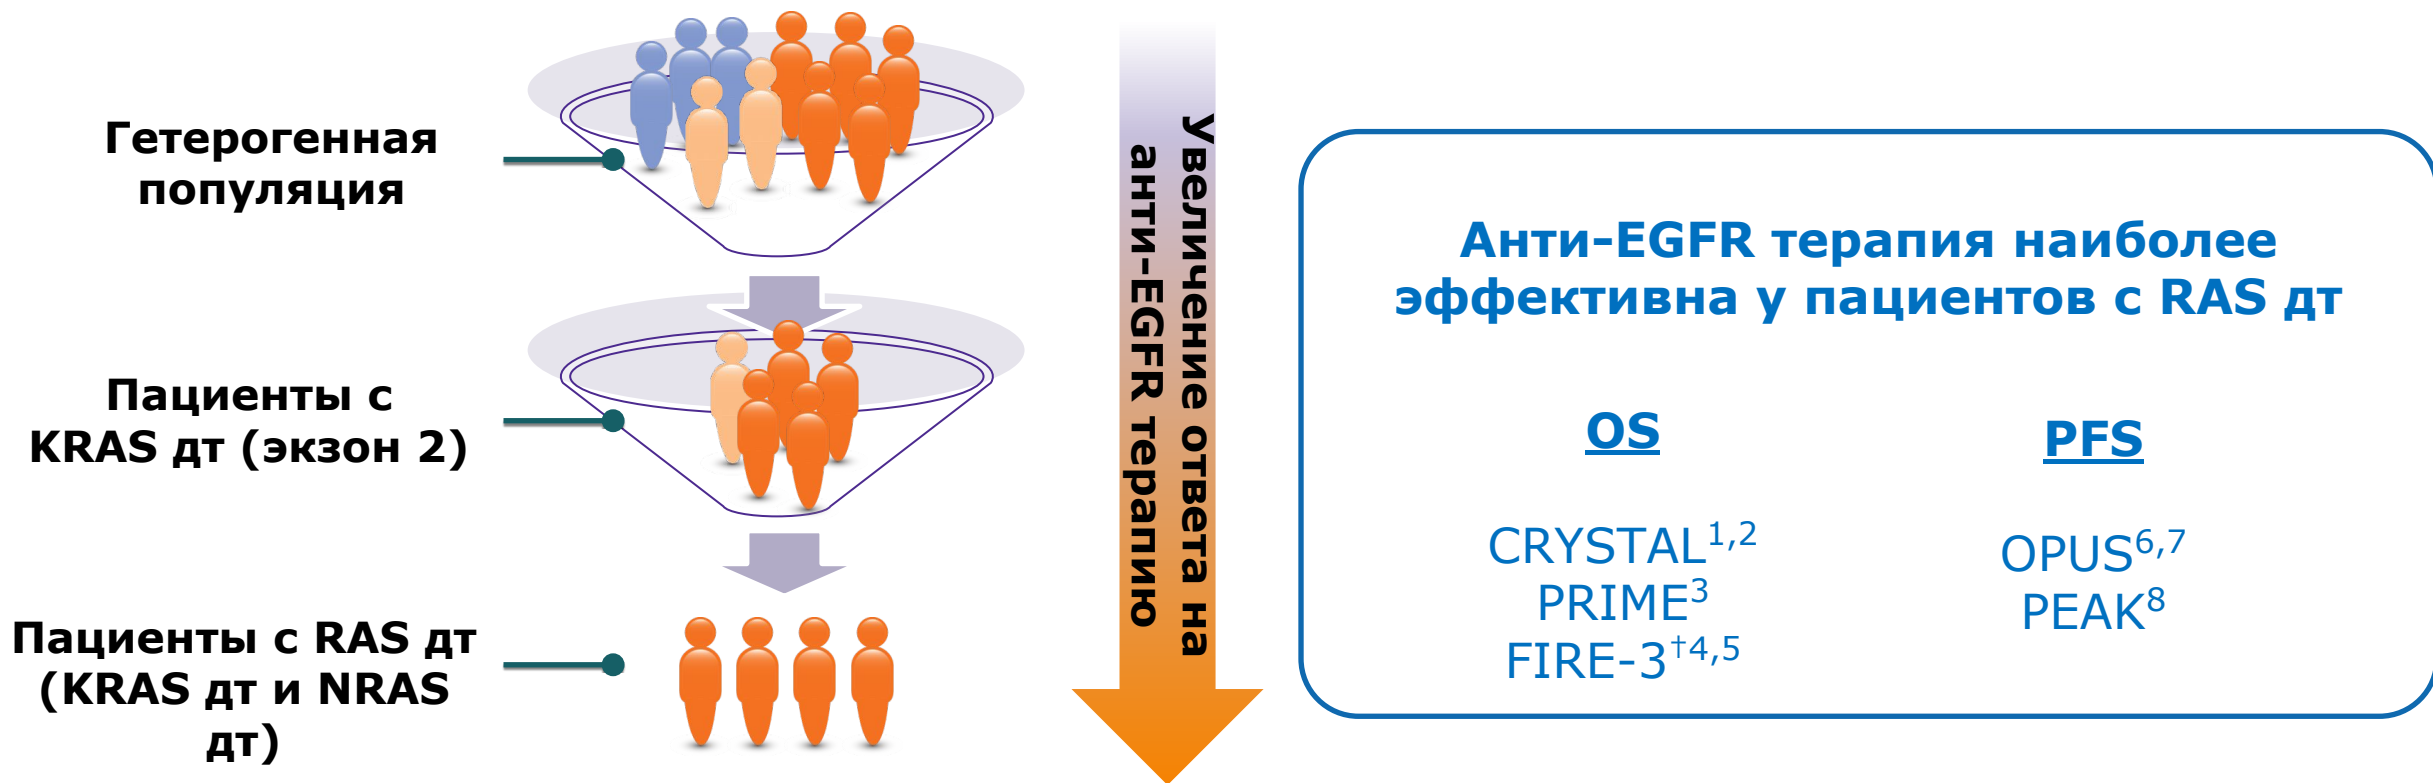 Гетерогенная
популяция
Пациенты с
KRAS дт (экзон 2)
Пациенты с RAS дт
(KRAS дт и NRAS
дт)
Увеличение ответа на
анти-EGFR терапию
Анти-EGFR терапия наиболее
эффективна у пациентов с RAS дт
OS
CRYSTAL1,2
PRIME3
FIRE-3†4,5
PFS
OPUS6,7
PEAK8